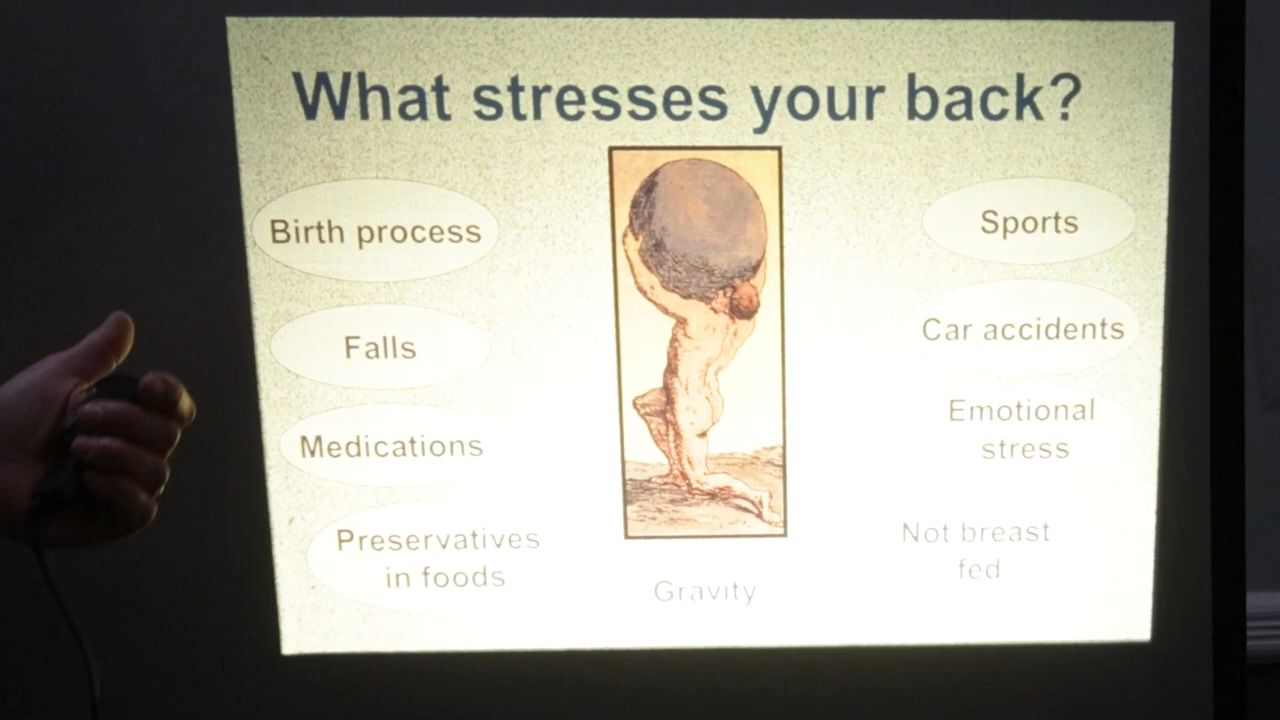 What stresses your back?
Birth process
Falls
Medications
Preservatives
in foods
Gravity
Sports
Car accidents
Emotional
stress
Not breast
fed